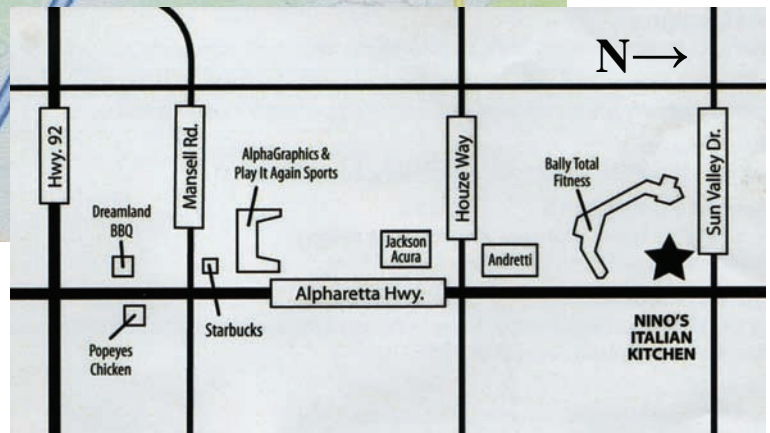 N→
Hwy. 92
Mansell Rd.
AlphaGraphics &
Play It Again Sports
Houze Way
Bally Total
Fitness
Sun Valley Dr.
Dreamland
BBQ
Jackson
Acura
Andretti
Alpharetta Hwy.
Starbucks
Popeyes
Chicken
NINO'S
ITALIAN
KITCHEN